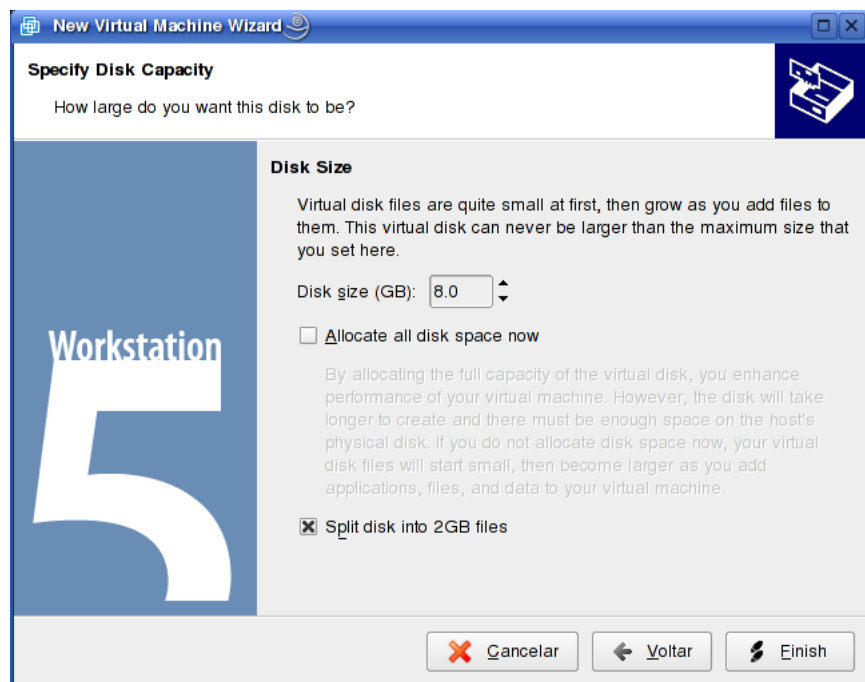 New Virtual Machine Wizard
Specify Disk Capacity
How large do you want this disk to be?
Disk Size
Virtual disk files are quite small at first, then grow as you add files to
them. This virtual disk can never be larger than the maximum size that
you set here.
Disk size (GB): 8.0
Allocate all disk space now
By allocating the full capacity of the virtual disk, you enhance
performance of your virtual machine. However, the disk will take
longer to create and there must be enough space on the host's
physical disk. If you do not allocate disk space now, your virtual
disk files will start small, then become larger as you add
applications, files, and data to your virtual machine.
Split disk into 2GB files
Workstation
5
Cancelar
Voltar
Finish